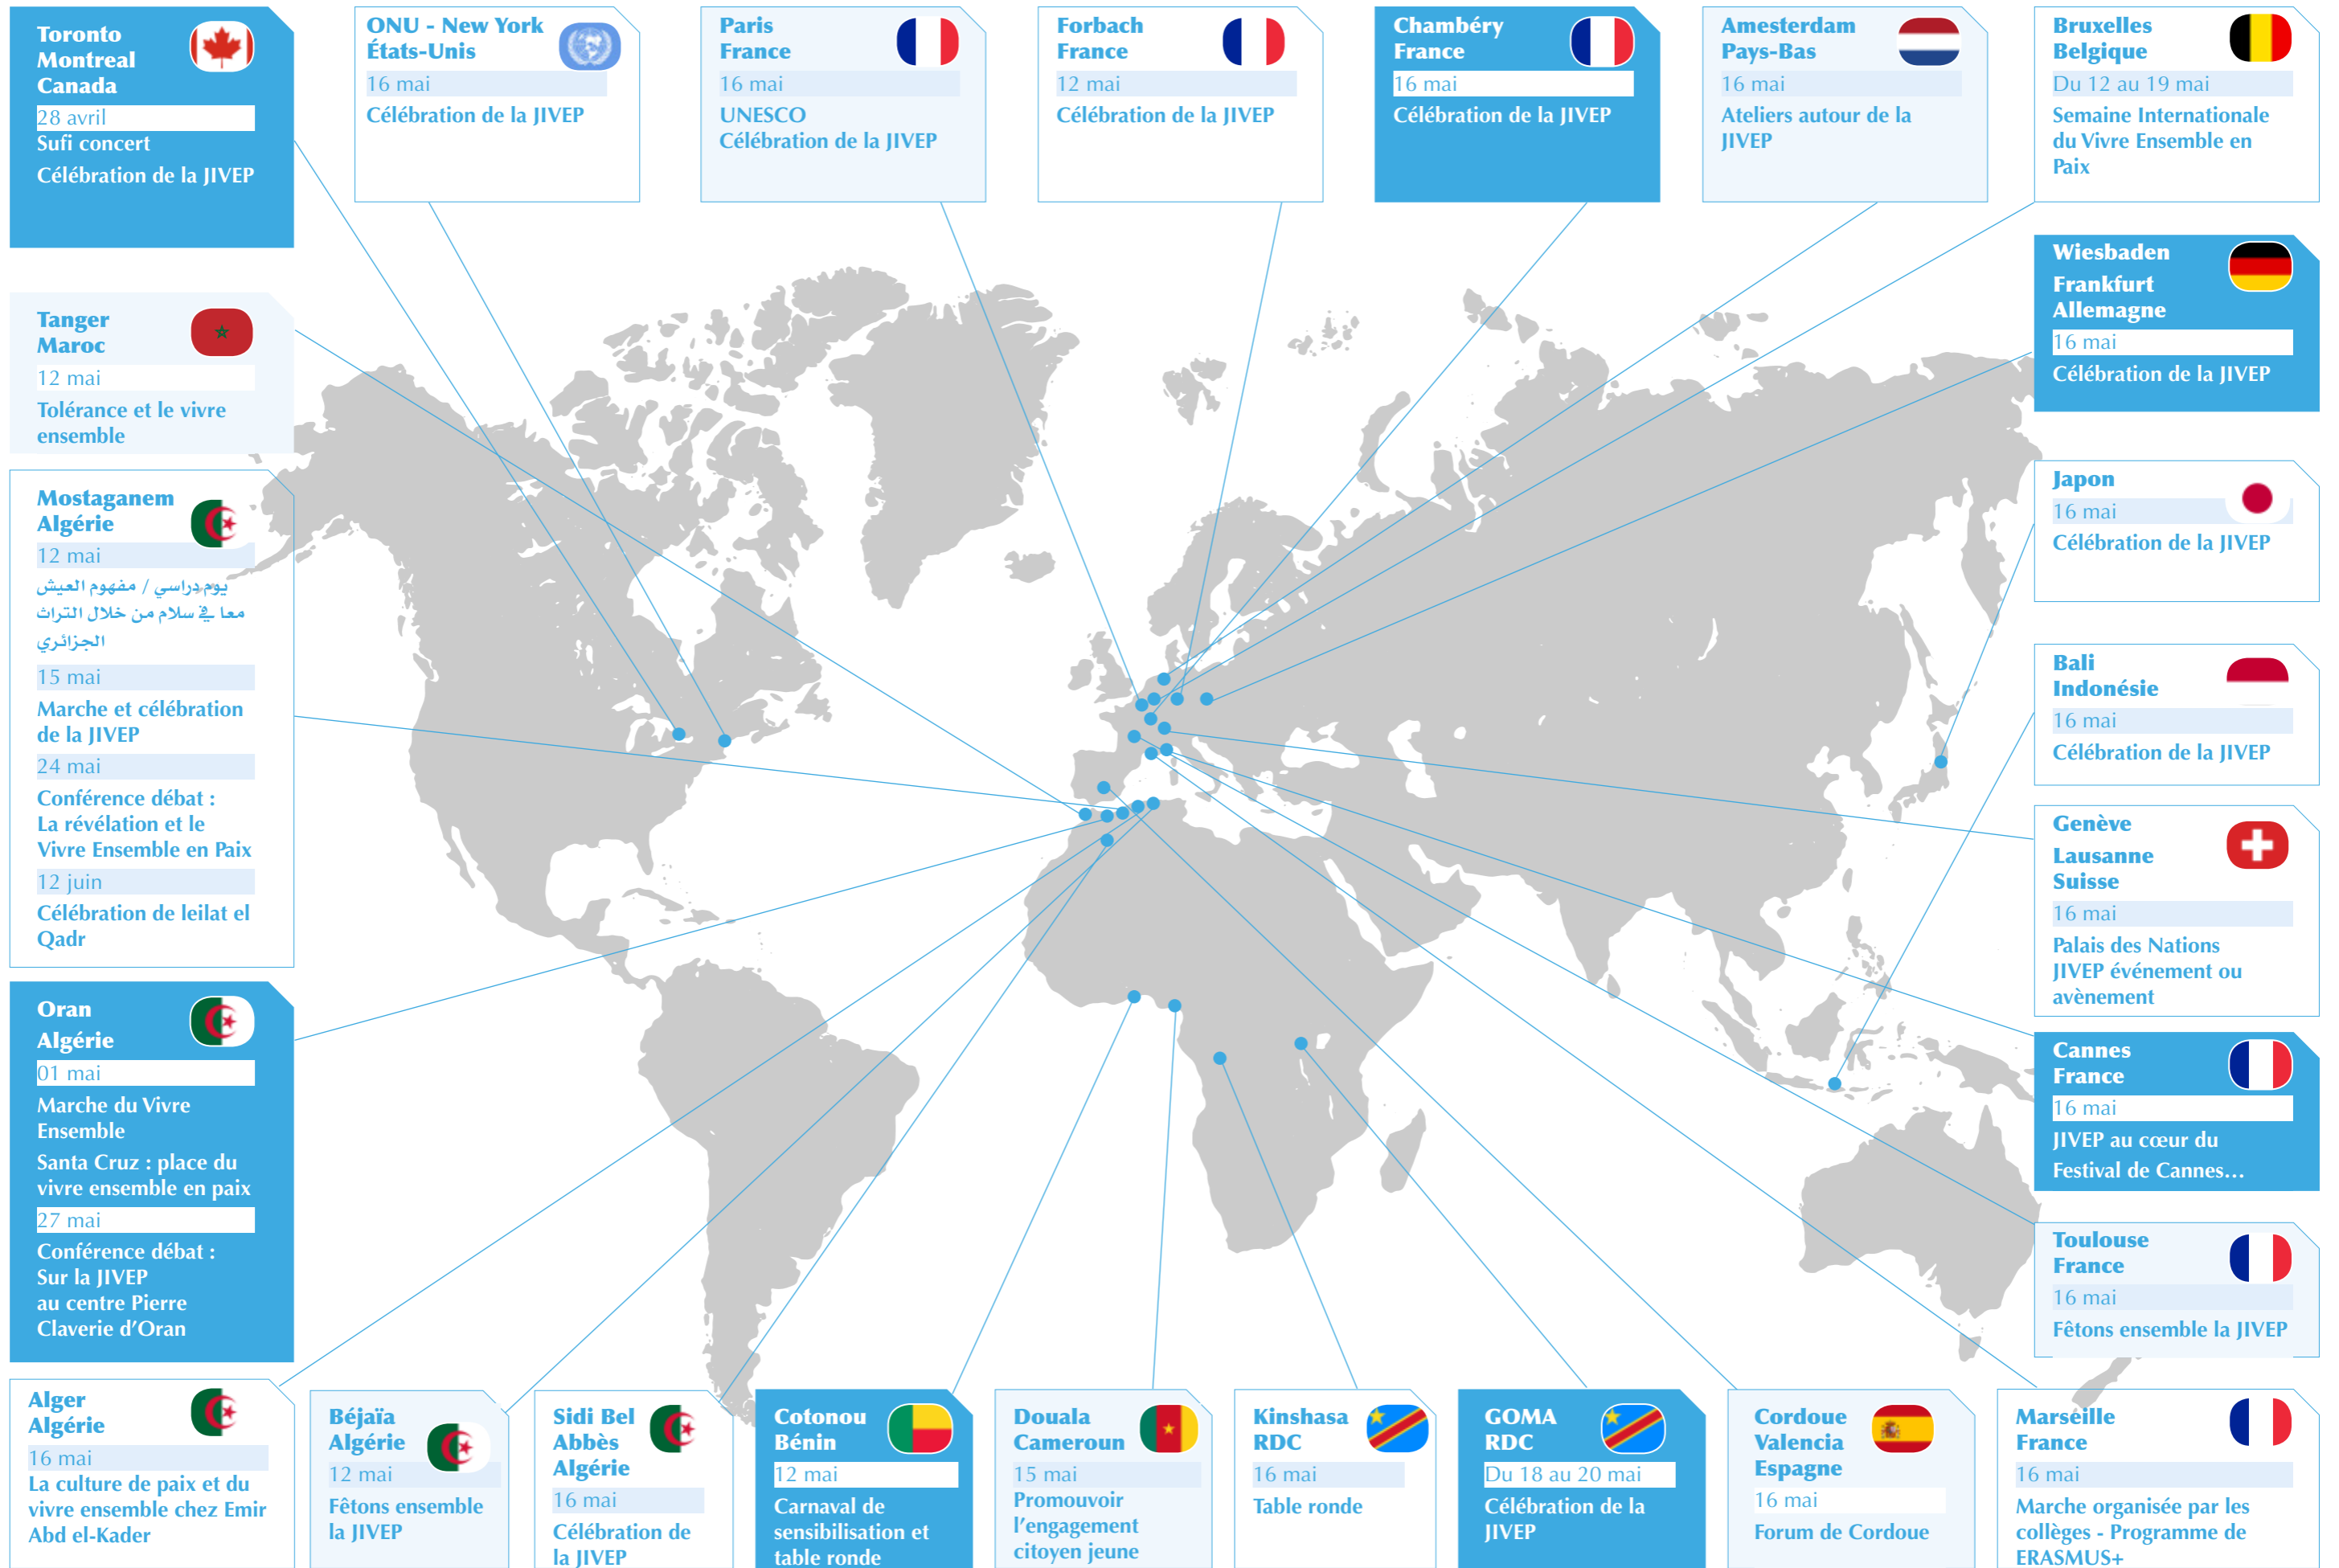 Toronto
Montreal
Canada
28 avril
Sufi concert
Célébration de la JIVEP
ONU - New York
États-Unis
16 mai
Célébration de la JIVEP
Paris
France
16 mai
UNESCO
Célébration de la JIVEP
Forbach
France
12 mai
Célébration de la JIVEP
Chambéry
France
16 mai
Célébration de la JIVEP
Amesterdam
Pays-Bas
16 mai
Ateliers autour de la
JIVEP
Bruxelles
Belgique
Du 12 au 19 mai
Semaine Internationale
du Vivre Ensemble en
Paix
Wiesbaden
Frankfurt
Allemagne
16 mai
Célébration de la JIVEP
Tanger
Maroc
12 mai
Tolérance et le vivre
ensemble
Japon
16 mai
Célébration de la JIVEP
Mostaganem
Algérie
12 mai
يوم دراسي / مفهوم العيش
معا في سلام من خلال التراث
الجزائري
15 mai
Marche et célébration
de la JIVEP
24 mai
Conférence débat :
La révélation et le
Vivre Ensemble en Paix
12 juin
Célébration de leilat el
Qadr
Bali
Indonésie
16 mai
Célébration de la JIVEP
Genève
Lausanne
Suisse
16 mai
Palais des Nations
JIVEP événement ou
avènement
Oran
Algérie
01 mai
Marche du Vivre
Ensemble
Santa Cruz : place du
vivre ensemble en paix
27 mai
Conférence débat :
Sur la JIVEP
au centre Pierre
Claverie d'Oran
Cannes
France
16 mai
JIVEP au cœur du
Festival de Cannes…
Toulouse
France
16 mai
Fêtons ensemble la JIVEP
Alger
Algérie
16 mai
La culture de paix et du
vivre ensemble chez Emir
Abd el-Kader
Béjaïa
Algérie
12 mai
Fêtons ensemble
la JIVEP
Sidi Bel
Abbès
Algérie
16 mai
Célébration de
la JIVEP
Cotonou
Bénin
12 mai
Carnaval de
sensibilisation et
table ronde
Douala
Cameroun
15 mai
Promouvoir
l'engagement
citoyen jeune
Kinshasa
RDC
16 mai
Table ronde
GOMA
RDC
Du 18 au 20 mai
Célébration de la
JIVEP
Cordoue
Valencia
Espagne
16 mai
Forum de Cordoue
Marseille
France
16 mai
Marche organisée par les
collèges - Programme de
ERASMUS+